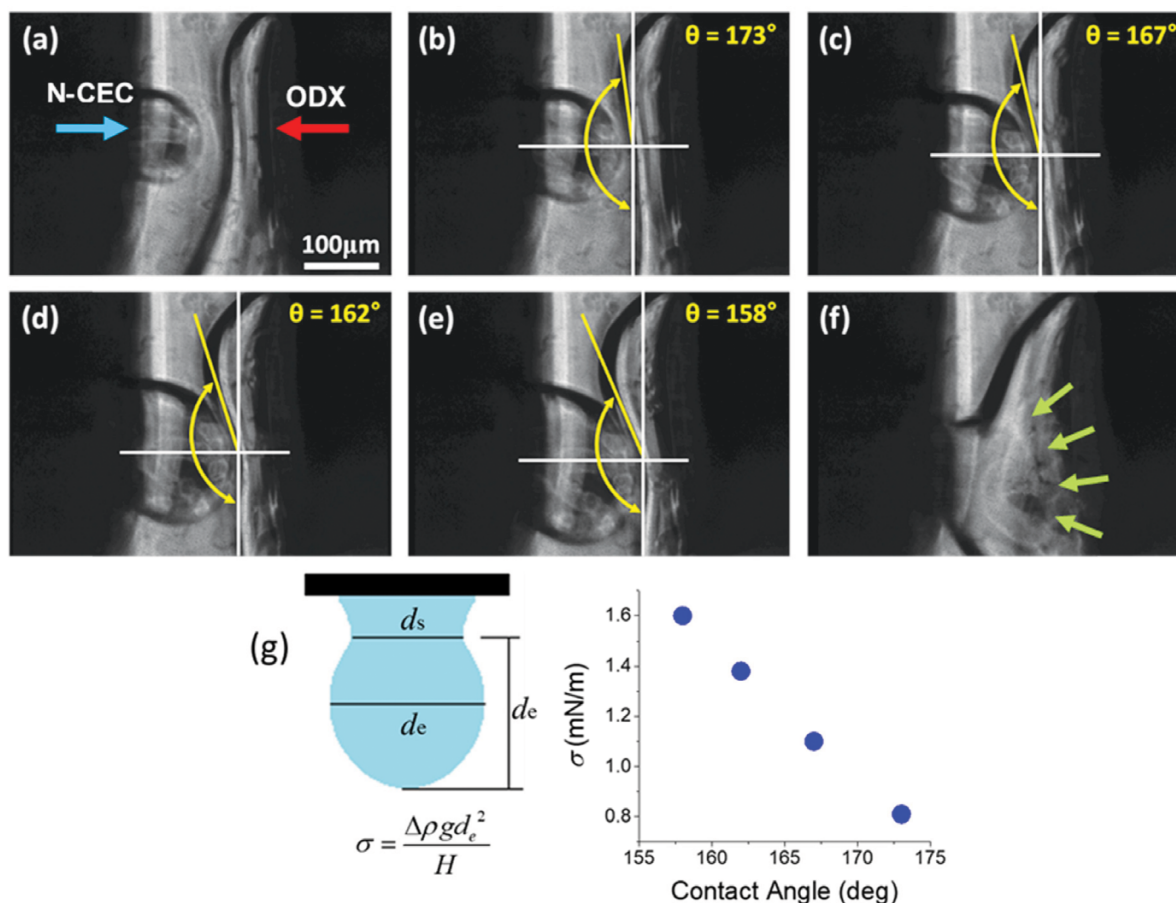 (a)
N-CEC
ODX
100µm
(b)
θ = 173°
(c)
θ = 167°
(d)
θ = 162°
(e)
θ = 158°
(f)
(g)
ds
de
de
σ = Δρgde² / H
σ (mN/m)
1.6
1.4
1.2
1.0
0.8
155 160 165 170 175
Contact Angle (deg)